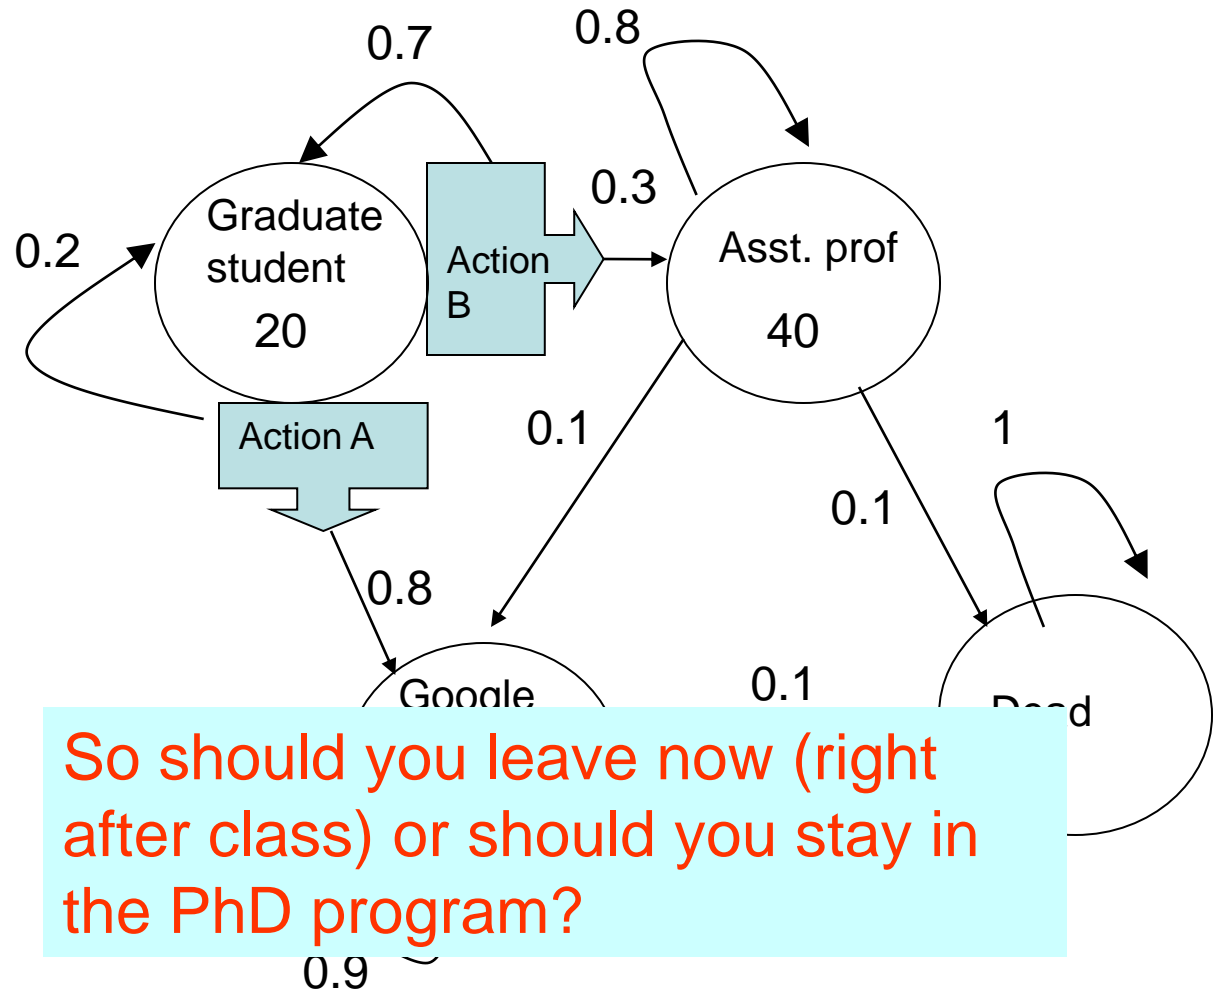 0.7
0.8
0.2
Graduate
student
20
Action
B
0.3
Asst. prof
40
Action A
0.1
0.1
1
0.8
Google
0.1
Dead
So should you leave now (right
after class) or should you stay in
the PhD program?
0.9